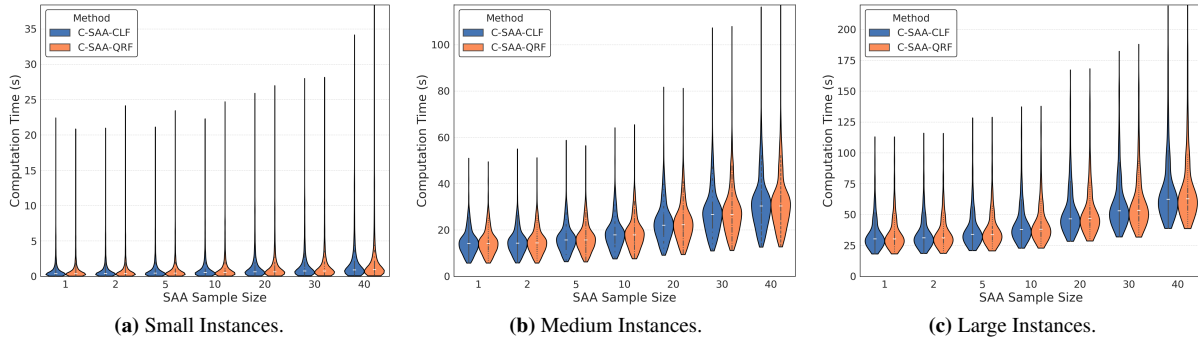 Computation Time (s)
35
30
25
20
15
10
5
0
Method
C-SAA-CLF
C-SAA-QRF
1 2 5 10 20 30 40
SAA Sample Size
(a) Small Instances.
Computation Time (s)
100
80
60
40
20
0
Method
C-SAA-CLF
C-SAA-QRF
1 2 5 10 20 30 40
SAA Sample Size
(b) Medium Instances.
Computation Time (s)
200
175
150
125
100
75
50
25
0
Method
C-SAA-CLF
C-SAA-QRF
1 2 5 10 20 30 40
SAA Sample Size
(c) Large Instances.